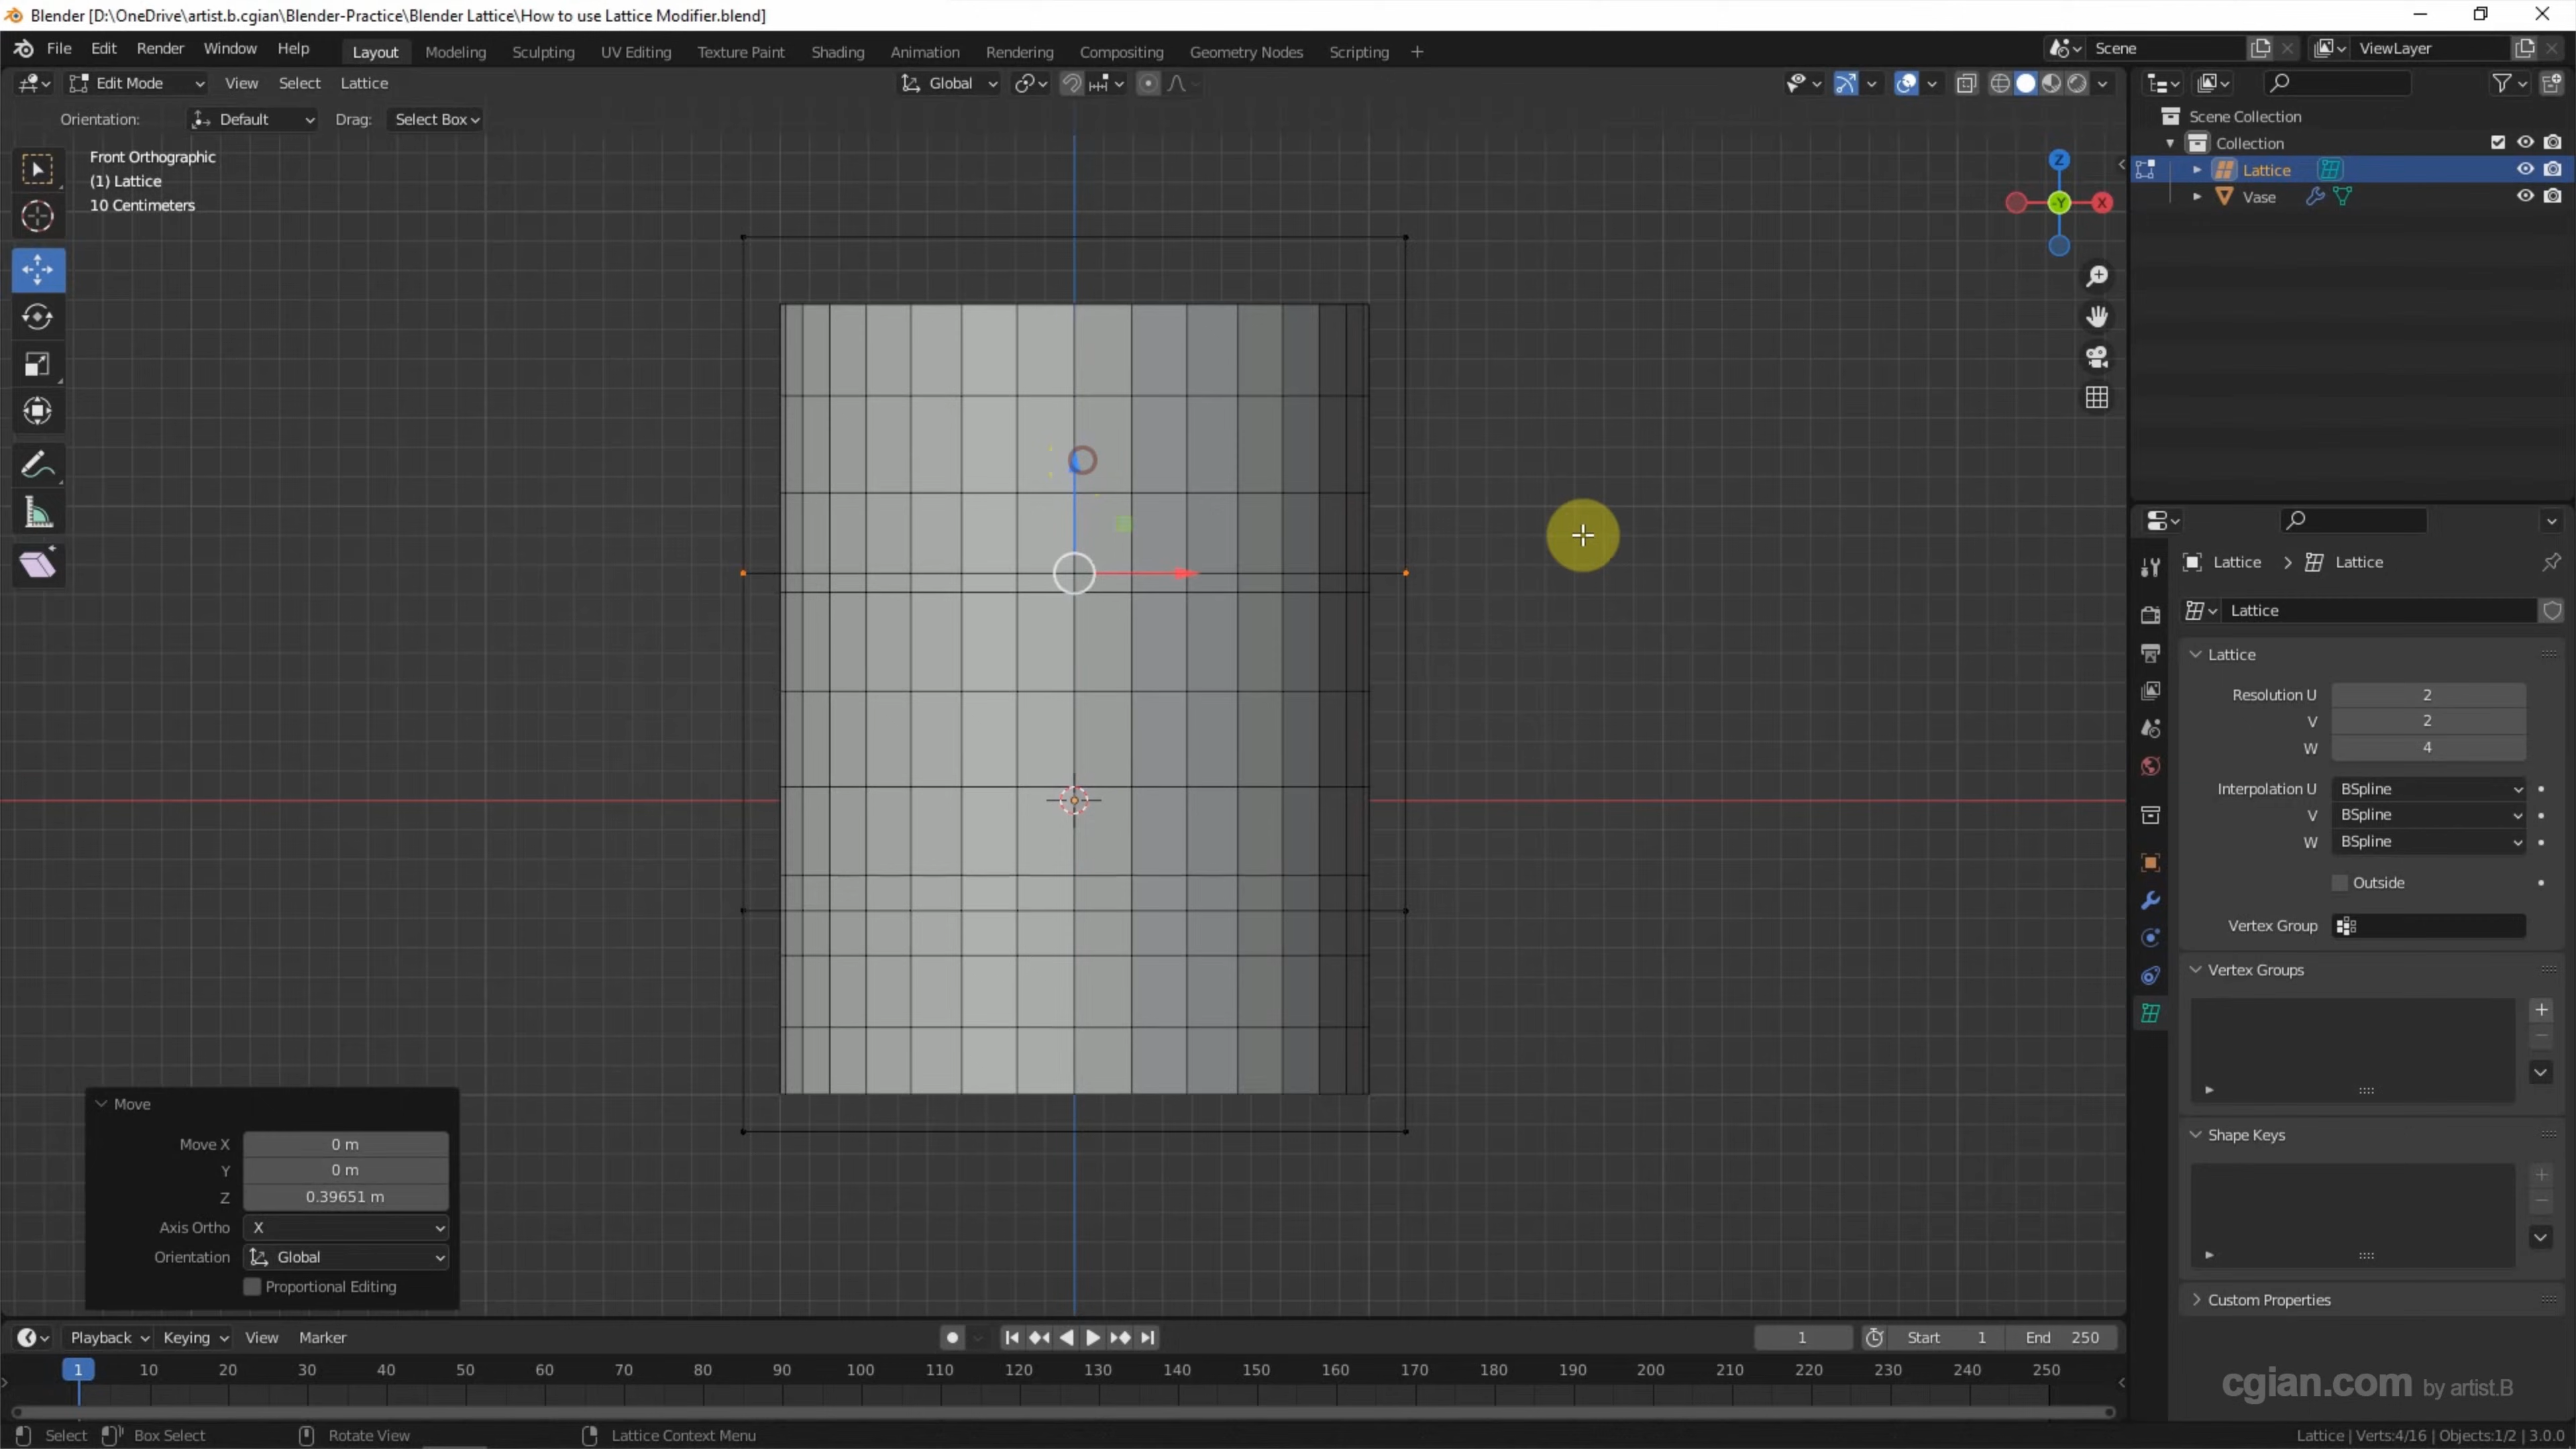 Blender [D:\OneDrive\artist.b.cgian\Blender-Practice\Blender Lattice\How to use Lattice Modifier.blend]
File Edit Render Window Help Layout Modeling Sculpting UV Editing Texture Paint Shading Animation Rendering Compositing Geometry Nodes Scripting + Scene ViewLayer
Edit Mode View Select Lattice Global
Orientation: Default Drag: Select Box
Front Orthographic
(1) Lattice
10 Centimeters
Z
-Y
X
Scene Collection
Collection
Lattice
Vase
Lattice > Lattice
Lattice
Lattice
Resolution U 2
V 2
W 4
Interpolation U BSpline
V BSpline
W BSpline
Outside
Vertex Group
Vertex Groups
Shape Keys
Custom Properties
Move
Move X 0 m
Y 0 m
Z 0.39651 m
Axis Ortho X
Orientation Global
Proportional Editing
Playback Keying View Marker 1 Start 1 End 250
1 10 20 30 40 50 60 70 80 90 100 110 120 130 140 150 160 170 180 190 200 210 220 230 240 250
cgian.com by artist.B
Select Box Select Rotate View Lattice Context Menu Lattice | Verts:4/16 | Objects:1/2 | 3.0.0